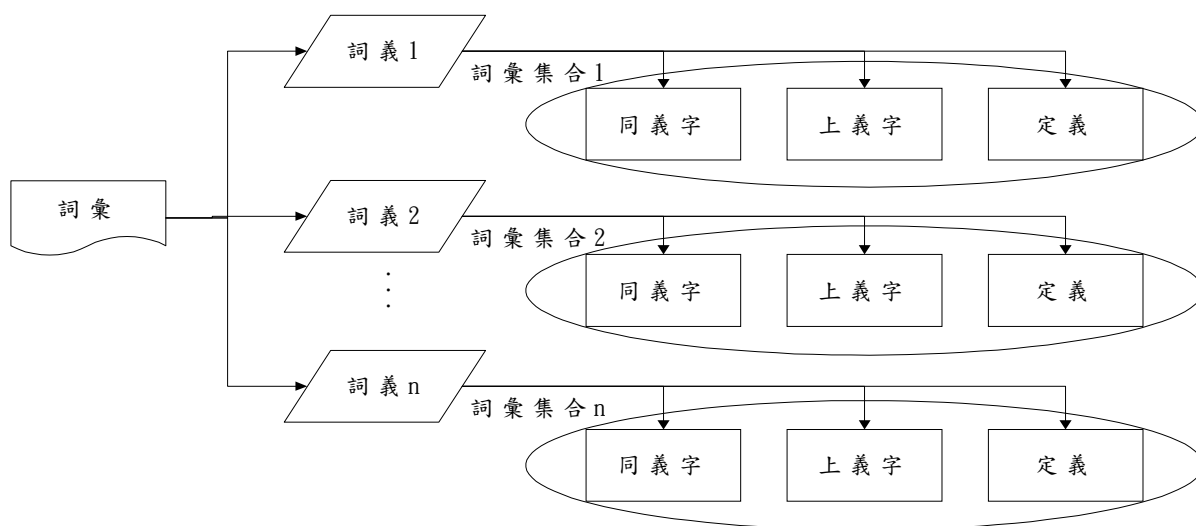 詞義1
詞彙集合1
同義字 上義字 定義
詞彙
詞義2
詞彙集合2
同義字 上義字 定義
詞義n
詞彙集合n
同義字 上義字 定義